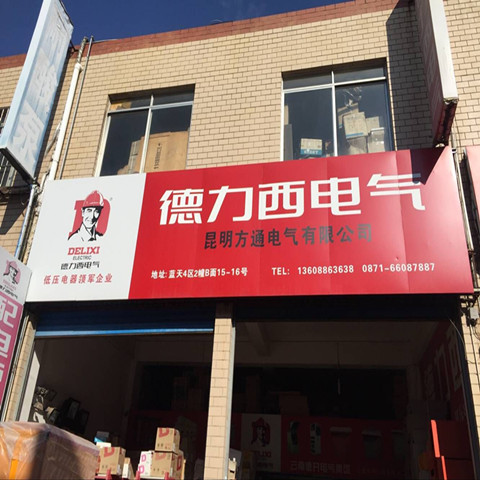 德力西电气
昆明方通电气有限公司
地址: 蓝天4区2幢B面15-16号 TEL: 13608863638 0871-66087887
DELIXI
ELECTRIC
德力西电气
低压电器领军企业